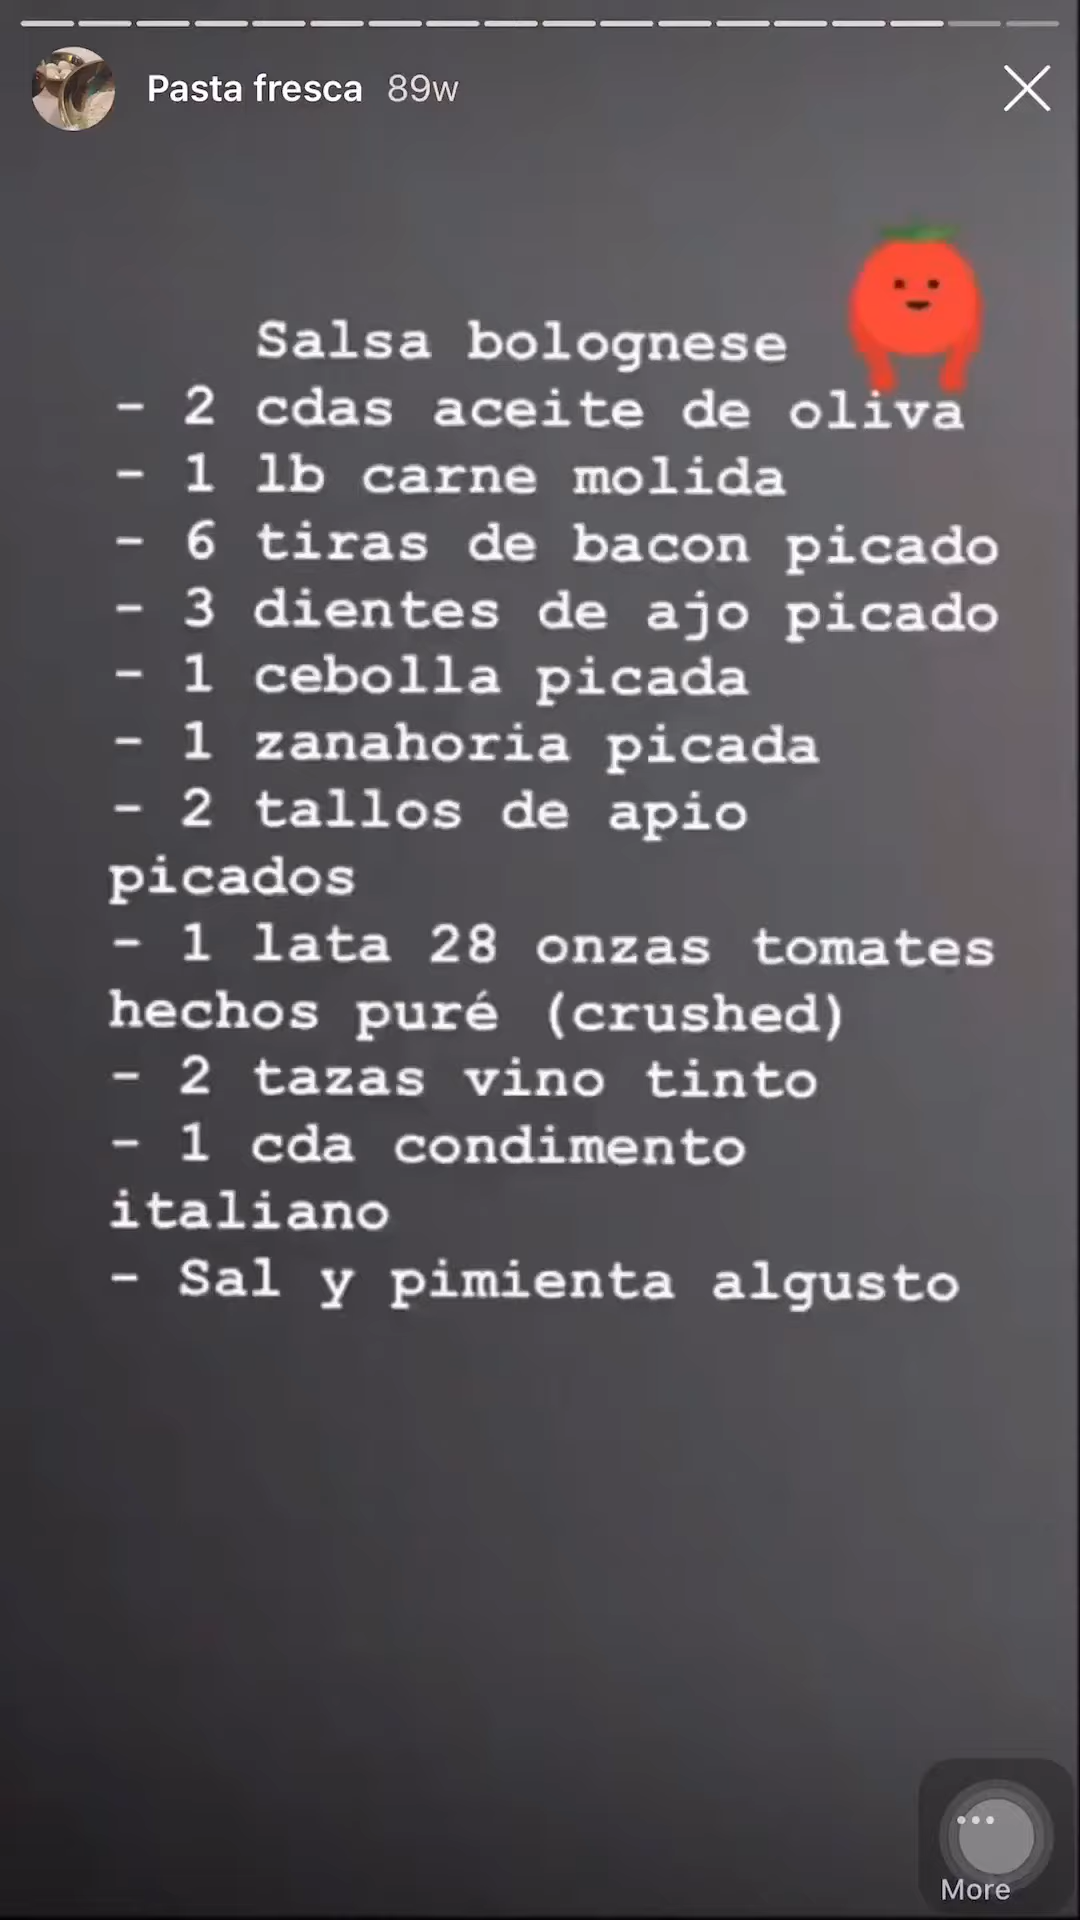 Pasta fresca 89w
Salsa bolognese
- 2 cdas aceite de oliva
- 1 lb carne molida
- 6 tiras de bacon picado
- 3 dientes de ajo picado
- 1 cebolla picada
- 1 zanahoria picada
- 2 tallos de apio
picados
- 1 lata 28 onzas tomates
hechos puré (crushed)
- 2 tazas vino tinto
- 1 cda condimento
italiano
- Sal y pimienta algusto
More